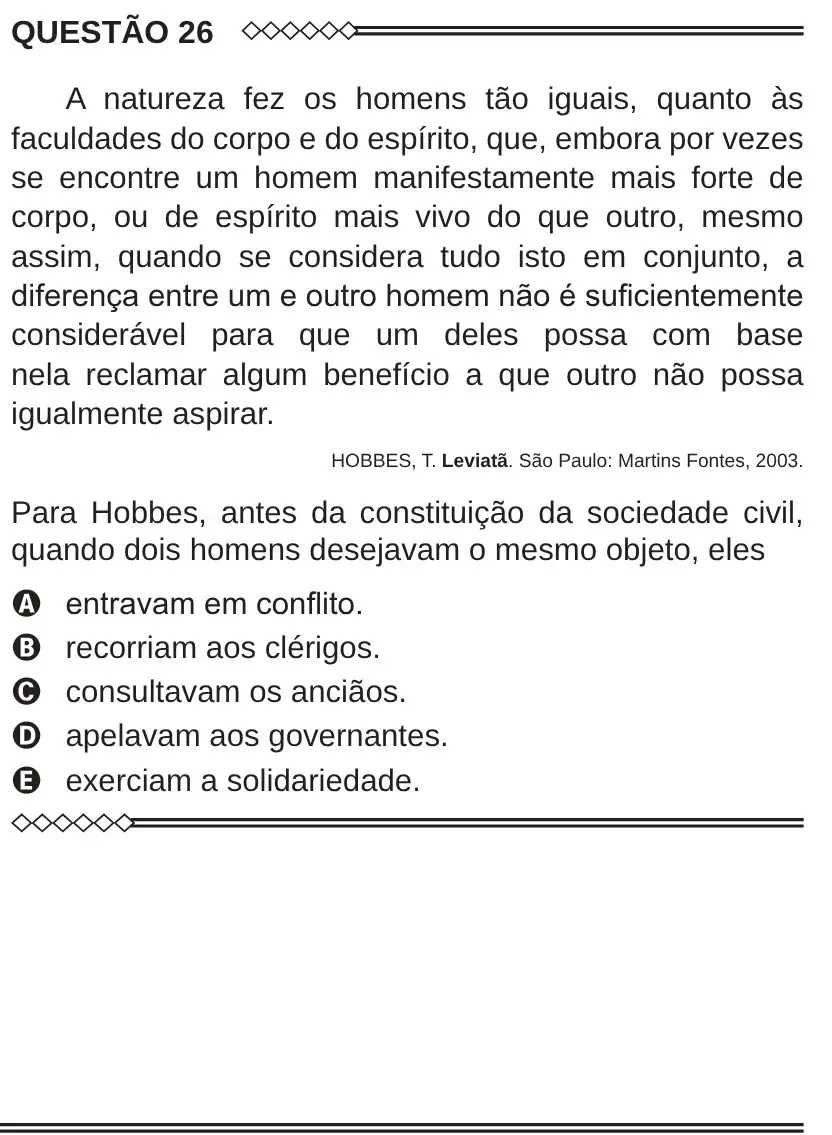 QUESTÃO 26
A natureza fez os homens tão iguais, quanto às
faculdades do corpo e do espírito, que, embora por vezes
se encontre um homem manifestamente mais forte de
corpo, ou de espírito mais vivo do que outro, mesmo
assim, quando se considera tudo isto em conjunto, a
diferença entre um e outro homem não é suficientemente
considerável para que um deles possa com base
nela reclamar algum benefício a que outro não possa
igualmente aspirar.
HOBBES, T. Leviatã. São Paulo: Martins Fontes, 2003.
Para Hobbes, antes da constituição da sociedade civil,
quando dois homens desejavam o mesmo objeto, eles
A entravam em conflito.
B recorriam aos clérigos.
C consultavam os anciãos.
D apelavam aos governantes.
E exerciam a solidariedade.